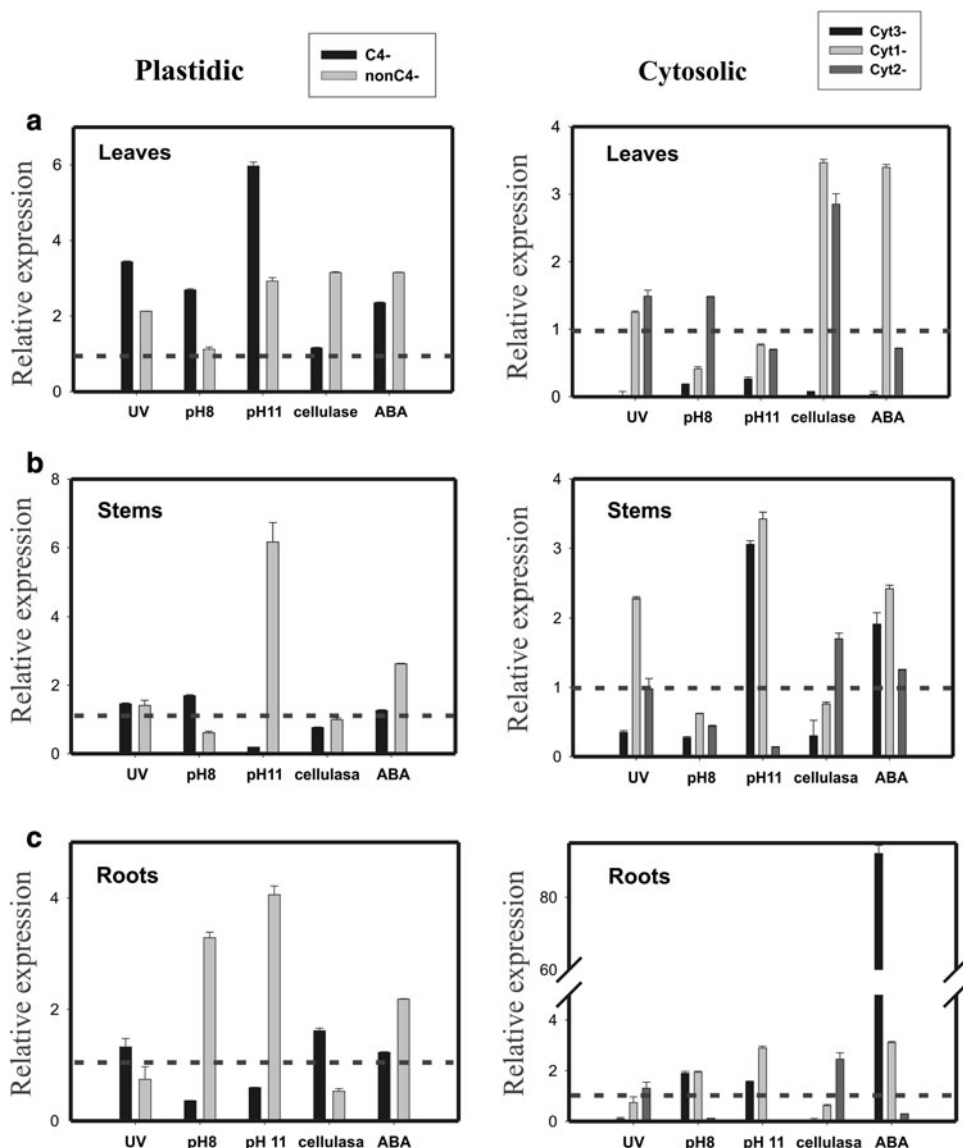 Plastidic
C4-
nonC4-
Cytosolic
Cyt3-
Cyt1-
Cyt2-
a
Leaves
Relative expression
6
4
2
0
UV pH8 pH11 cellulase ABA
Leaves
Relative expression
4
3
2
1
0
UV pH8 pH11 cellulase ABA
b
Stems
Relative expression
8
6
4
2
0
UV pH8 pH11 cellulasa ABA
Stems
Relative expression
4
3
2
1
0
UV pH8 pH11 cellulasa ABA
c
Roots
Relative expression
4
2
0
UV pH8 pH 11 cellulasa ABA
Roots
Relative expression
80
60
4
2
0
UV pH8 pH 11 cellulasa ABA